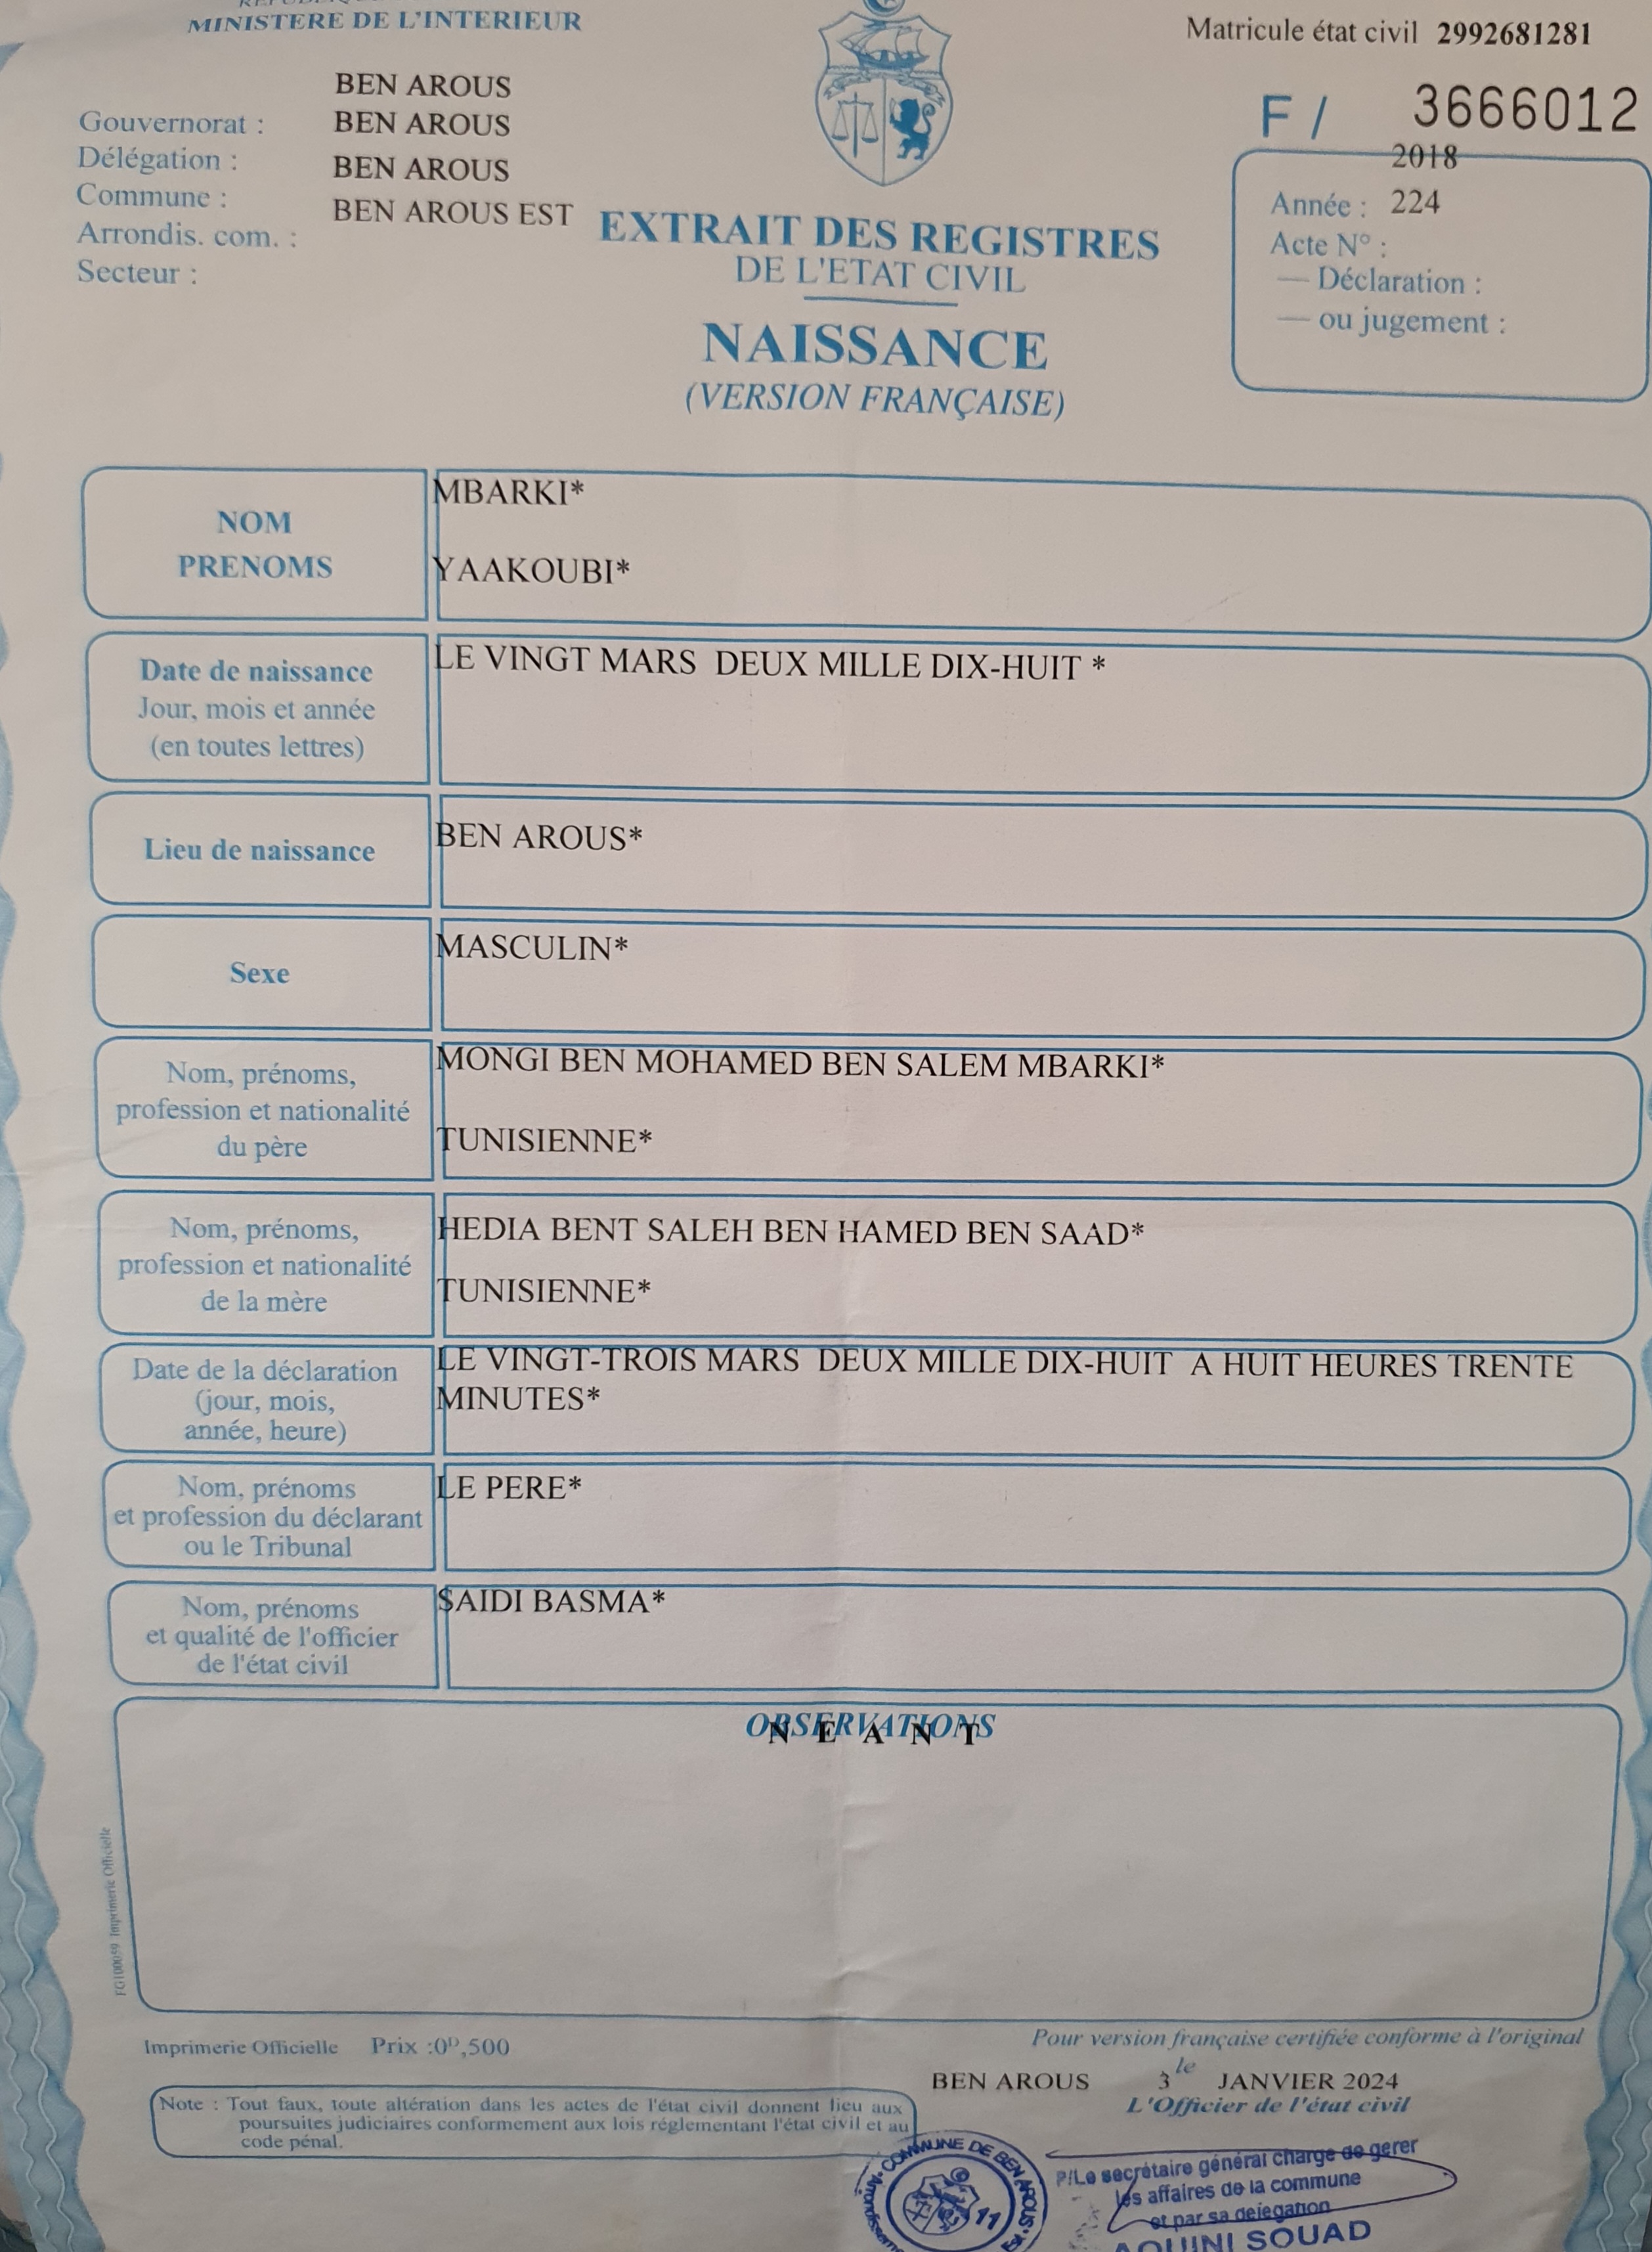 MINISTERE DE L'INTERIEUR
Matricule état civil 2992681281
F / 3666012
BEN AROUS
Gouvernorat : BEN AROUS
Délégation : BEN AROUS
Commune : BEN AROUS EST
Arrondis. com. :
Secteur :
2018
Année : 224
Acte N° :
— Déclaration :
— ou jugement :
EXTRAIT DES REGISTRES
DE L'ETAT CIVIL
NAISSANCE
(VERSION FRANÇAISE)
NOM
PRENOMS
MBARKI*
YAAKOUBI*
Date de naissance
Jour, mois et année
(en toutes lettres)
LE VINGT MARS DEUX MILLE DIX-HUIT *
Lieu de naissance
BEN AROUS*
Sexe
MASCULIN*
Nom, prénoms,
profession et nationalité
du père
MONGI BEN MOHAMED BEN SALEM MBARKI*
TUNISIENNE*
Nom, prénoms,
profession et nationalité
de la mère
HEDIA BENT SALEH BEN HAMED BEN SAAD*
TUNISIENNE*
Date de la déclaration
(jour, mois,
année, heure)
LE VINGT-TROIS MARS DEUX MILLE DIX-HUIT A HUIT HEURES TRENTE
MINUTES*
Nom, prénoms
et profession du déclarant
ou le Tribunal
LE PERE*
Nom, prénoms
et qualité de l'officier
de l'état civil
SAIDI BASMA*
OBSERVATIONS
N E A N T
FG100059 Imprimerie Officielle
Imprimerie Officielle Prix :0ᴰ,500
Pour version française certifiée conforme à l'original
BEN AROUS 3 le JANVIER 2024
L'Officier de l'état civil
Note : Tout faux, toute altération dans les actes de l'état civil donnent lieu aux
poursuites judiciaires conformement aux lois réglementant l'état civil et au
code pénal.
COMMUNE DE BEN AROUS
11
P/Le secrétaire général charge de gerer
les affaires de la commune
et par sa delegation
AOUINI SOUAD